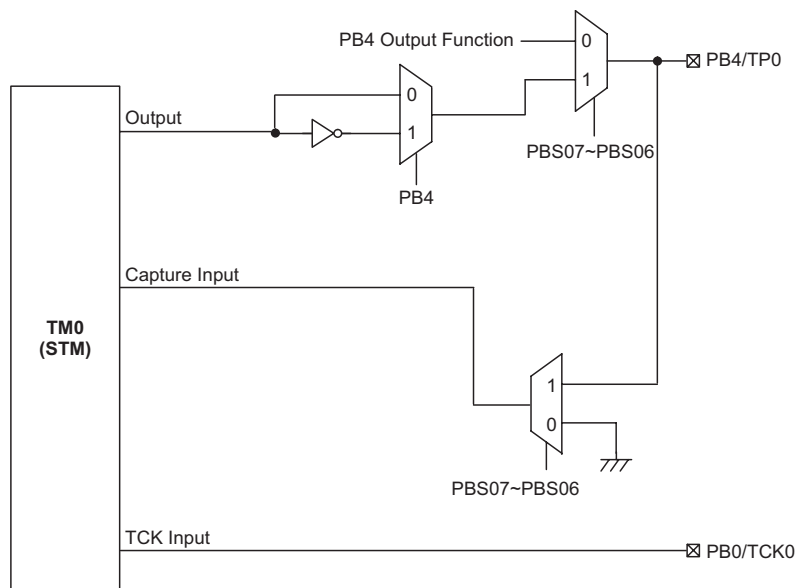 PB4 Output Function
0
1
PB4/TP0
PBS07~PBS06
Output
0
1
PB4
Capture Input
TM0
(STM)
1
0
PBS07~PBS06
TCK Input
PB0/TCK0